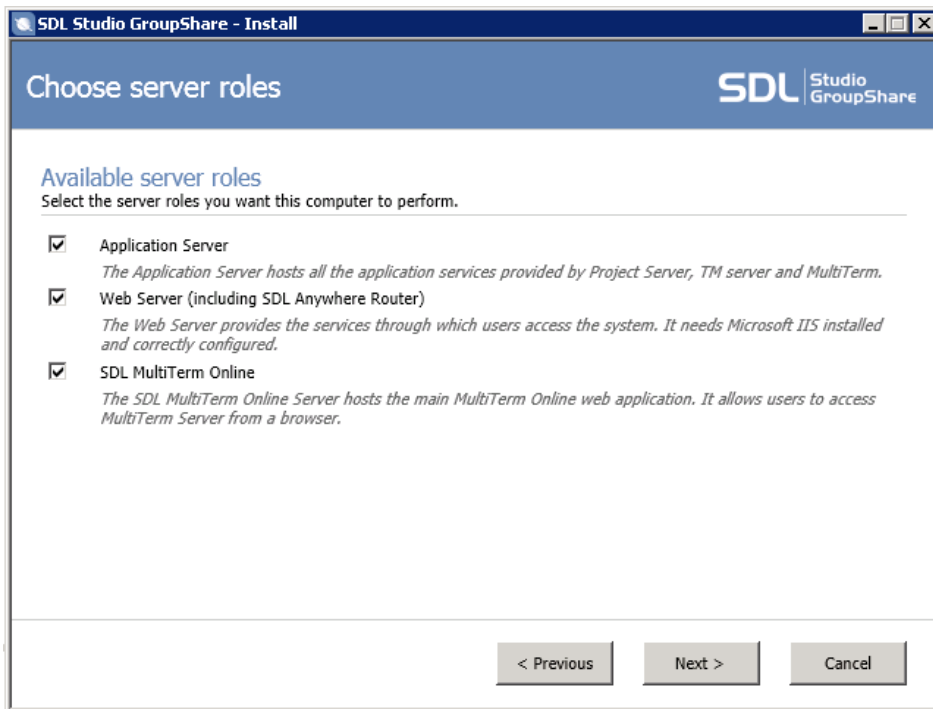 SDL Studio GroupShare - Install
Choose server roles
SDL Studio
GroupShare
Available server roles
Select the server roles you want this computer to perform.
Application Server
The Application Server hosts all the application services provided by Project Server, TM server and MultiTerm.
Web Server (including SDL Anywhere Router)
The Web Server provides the services through which users access the system. It needs Microsoft IIS installed
and correctly configured.
SDL MultiTerm Online
The SDL MultiTerm Online Server hosts the main MultiTerm Online web application. It allows users to access
MultiTerm Server from a browser.
< Previous Next > Cancel